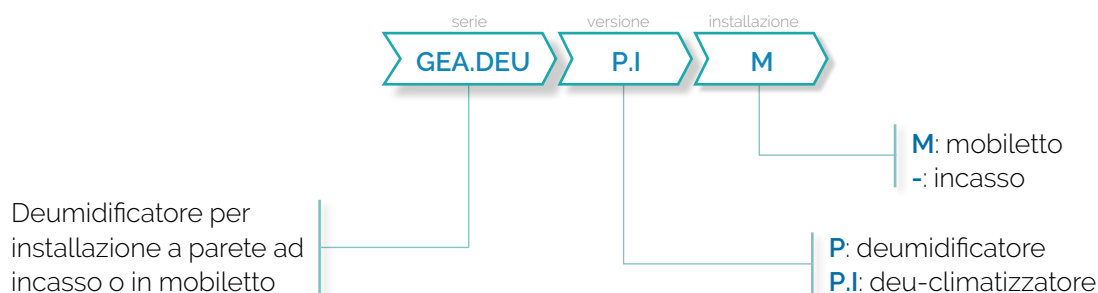 serie versione installazione
GEA.DEU P.I M
M: mobiletto
-: incasso
Deumidificatore per
installazione a parete ad
incasso o in mobiletto
P: deumidificatore
P.I: deu-climatizzatore